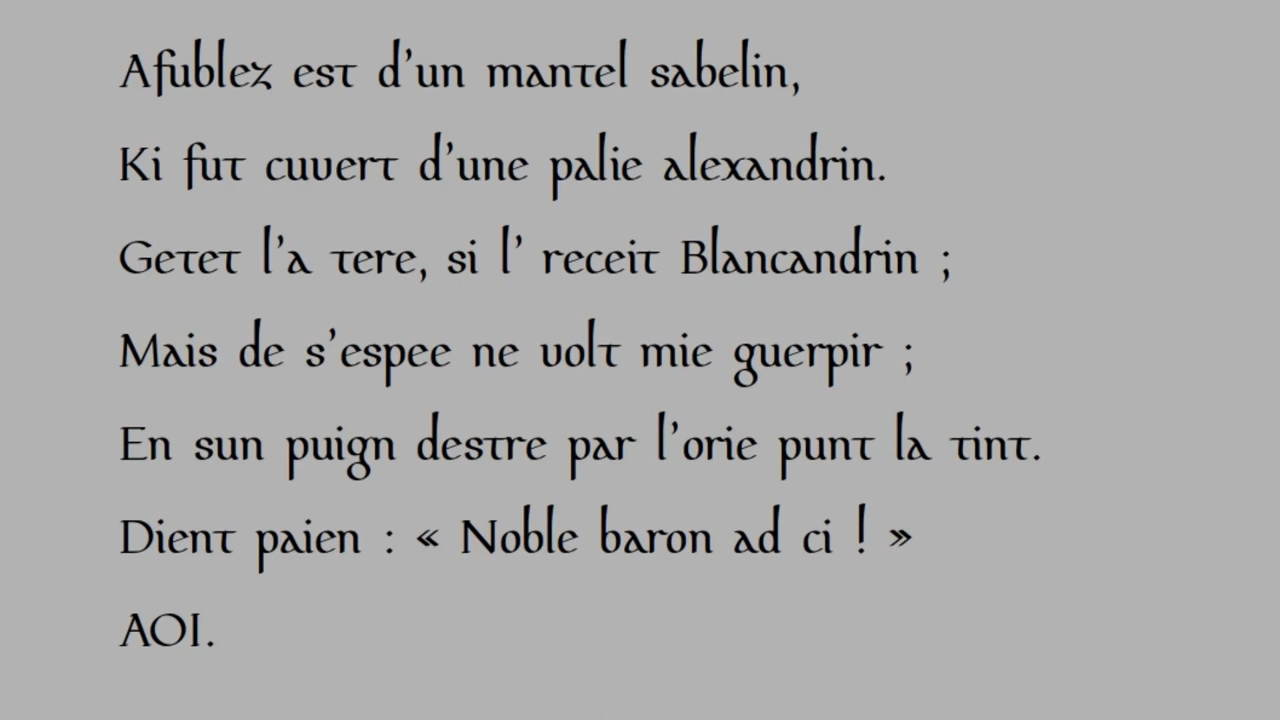 Afublez est d’un mantel sabelin,
Ki fut cuvert d’une palie alexandrin.
Getet l’a tere, si l’ receit Blancandrin ;
Mais de s’espee ne volt mie guerpir ;
En sun puign destre par l’orie punt la tint.
Dient paien : « Noble baron ad ci ! »
AOI.